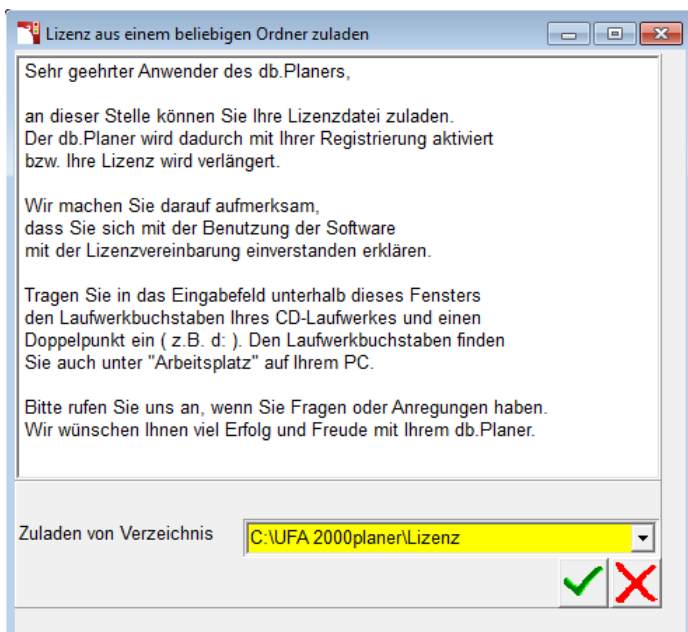 Lizenz aus einem beliebigen Ordner zuladen
Sehr geehrter Anwender des db.Planers,
an dieser Stelle können Sie Ihre Lizenzdatei zuladen.
Der db.Planer wird dadurch mit Ihrer Registrierung aktiviert
bzw. Ihre Lizenz wird verlängert.
Wir machen Sie darauf aufmerksam,
dass Sie sich mit der Benutzung der Software
mit der Lizenzvereinbarung einverstanden erklären.
Tragen Sie in das Eingabefeld unterhalb dieses Fensters
den Laufwerkbuchstaben Ihres CD-Laufwerkes und einen
Doppelpunkt ein ( z.B. d: ). Den Laufwerkbuchstaben finden
Sie auch unter "Arbeitsplatz" auf Ihrem PC.
Bitte rufen Sie uns an, wenn Sie Fragen oder Anregungen haben.
Wir wünschen Ihnen viel Erfolg und Freude mit Ihrem db.Planer.
Zuladen von Verzeichnis
C:\UFA 2000planer\Lizenz